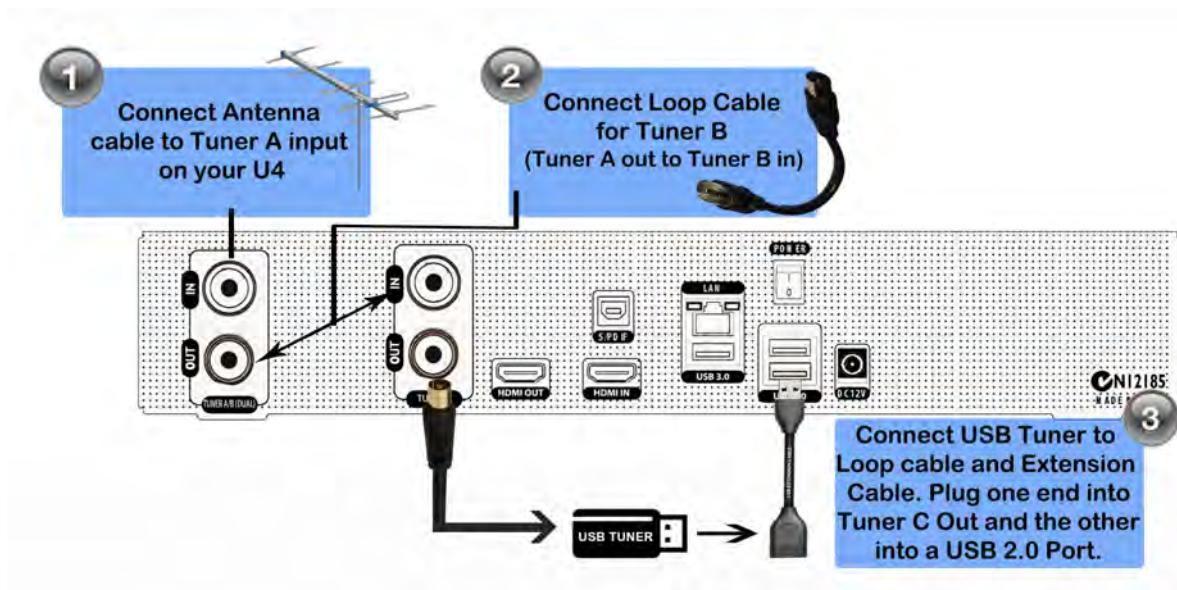 1
Connect Antenna
cable to Tuner A input
on your U4
2
Connect Loop Cable
for Tuner B
(Tuner A out to Tuner B in)
IN
OUT
TUNER A/B (DUAL)
IN
OUT
HDMI OUT
S/PDIF
HDMI IN
LAN
USB 3.0
POWER
I
0
DC12V
N12185
MADE
3
Connect USB Tuner to
Loop cable and Extension
Cable. Plug one end into
Tuner C Out and the other
into a USB 2.0 Port.
USB TUNER